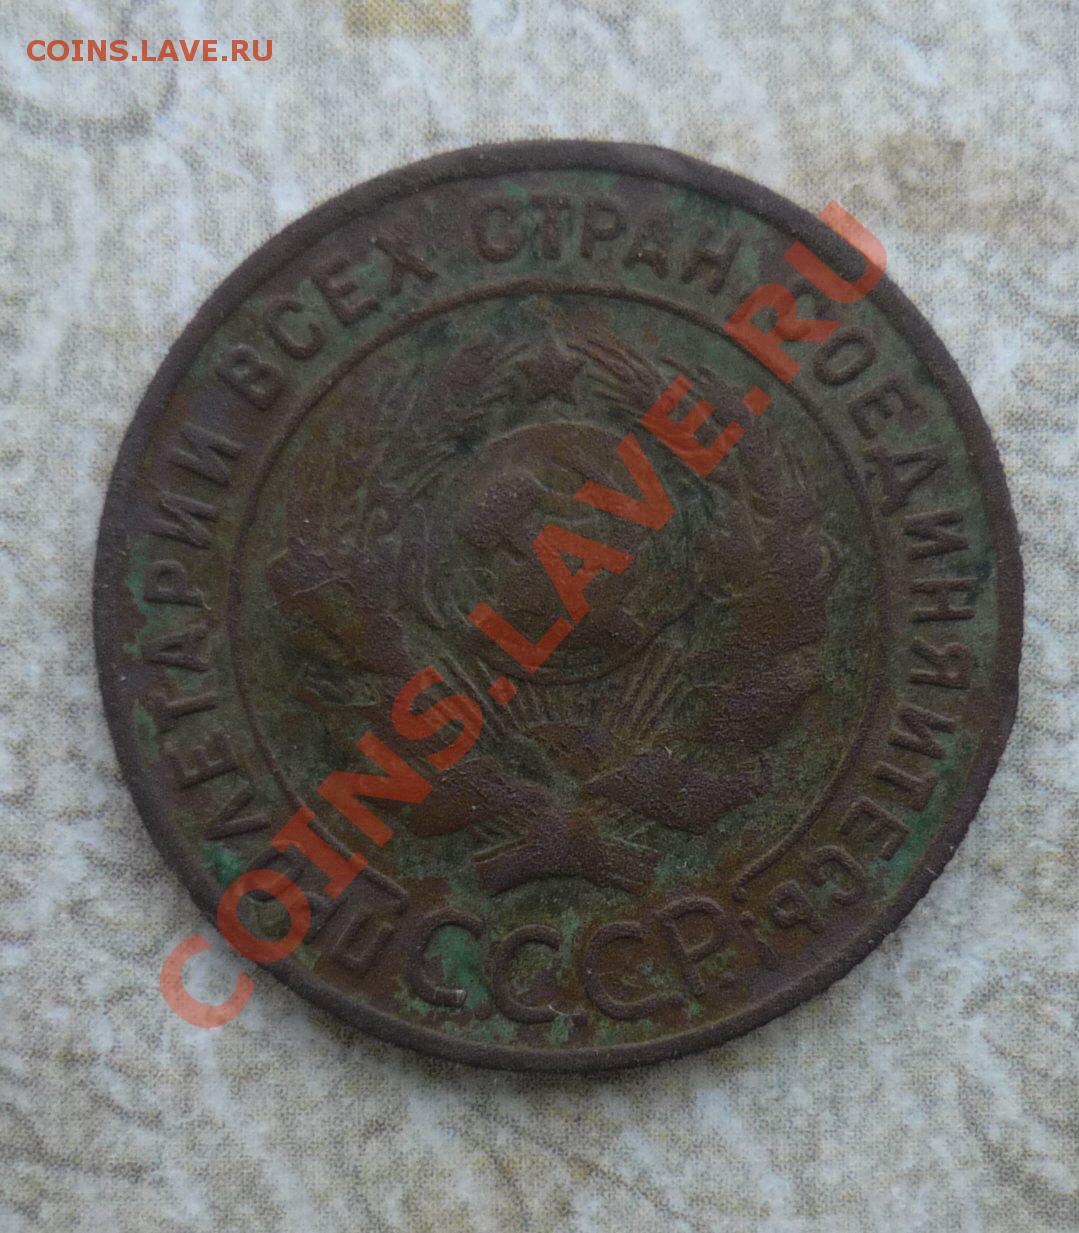 COINS.LAVE.RU
ПРОЛЕТАРИИ ВСЕХ СТРАН СОЕДИНЯЙТЕСЬ!
С.С.С.Р.
COINS.LAVE.RU